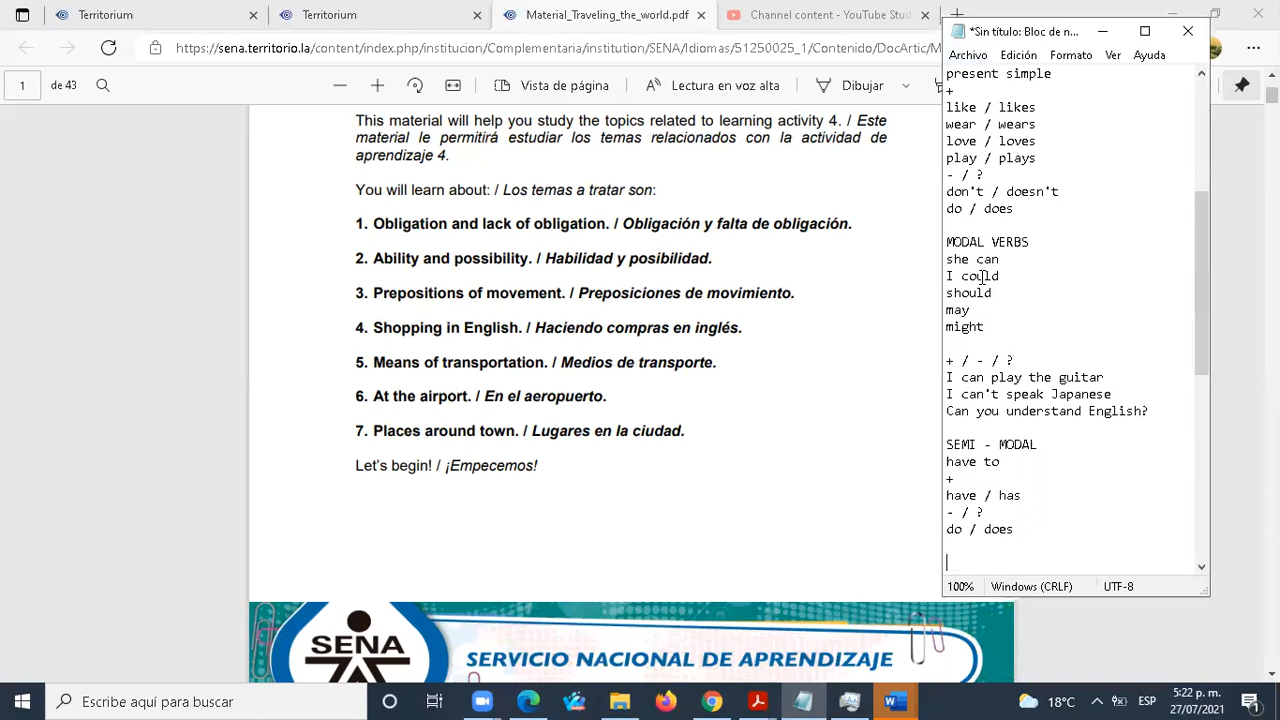 Territorium
Territorium
Material_Traveling_the_world.pdf
Channel content - YouTube Stud
https://sena.territorio.la/content/index.php/institucion/Complementaria/institution/SENA/Idiomas/51250025_1/Contenido/DocArtic/M
1 de 43
Vista de página
Lectura en voz alta
Dibujar
This material will help you study the topics related to learning activity 4. / Este
material le permitirá estudiar los temas relacionados con la actividad de
aprendizaje 4.
You will learn about: / Los temas a tratar son:
1. Obligation and lack of obligation. / Obligación y falta de obligación.
2. Ability and possibility. / Habilidad y posibilidad.
3. Prepositions of movement. / Preposiciones de movimiento.
4. Shopping in English. / Haciendo compras en inglés.
5. Means of transportation. / Medios de transporte.
6. At the airport. / En el aeropuerto.
7. Places around town. / Lugares en la ciudad.
Let's begin! / ¡Empecemos!
SENA
SERVICIO NACIONAL DE APRENDIZAJE
*Sin título: Bloc de n...
Archivo Edición Formato Ver Ayuda
present simple
+
like / likes
wear / wears
love / loves
play / plays
- / ?
don't / doesn't
do / does
MODAL VERBS
she can
I could
should
may
might
+ / - / ?
I can play the guitar
I can't speak Japanese
Can you understand English?
SEMI - MODAL
have to
+
have / has
- / ?
do / does
100% Windows (CRLF) UTF-8
Escribe aquí para buscar
18°C
ESP
5:22 p. m.
27/07/2021
1